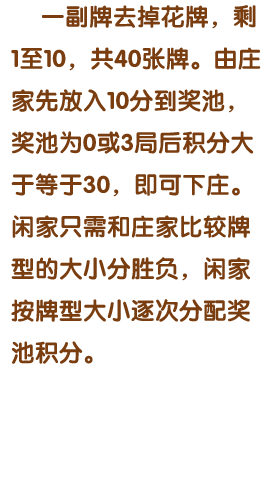 一副牌去掉花牌，剩
1至10，共40张牌。由庄
家先放入10分到奖池，
奖池为0或3局后积分大
于等于30，即可下庄。
闲家只需和庄家比较牌
型的大小分胜负，闲家
按牌型大小逐次分配奖
池积分。